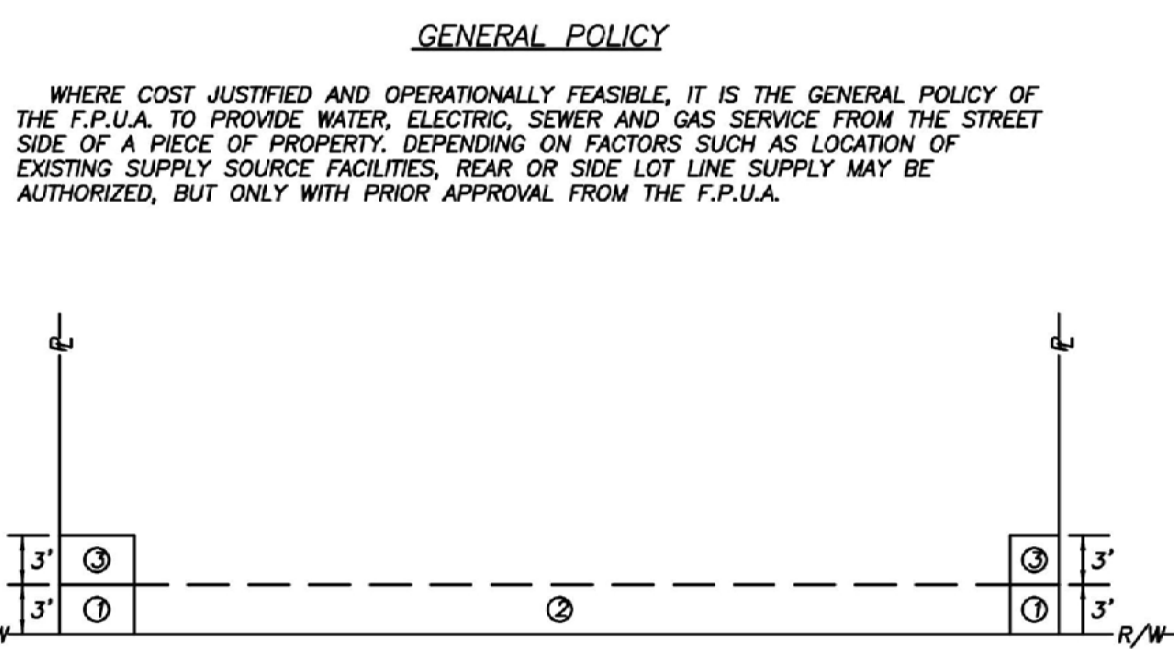 GENERAL POLICY
WHERE COST JUSTIFIED AND OPERATIONALLY FEASIBLE, IT IS THE GENERAL POLICY OF
THE F.P.U.A. TO PROVIDE WATER, ELECTRIC, SEWER AND GAS SERVICE FROM THE STREET
SIDE OF A PIECE OF PROPERTY. DEPENDING ON FACTORS SUCH AS LOCATION OF
EXISTING SUPPLY SOURCE FACILITIES, REAR OR SIDE LOT LINE SUPPLY MAY BE
AUTHORIZED, BUT ONLY WITH PRIOR APPROVAL FROM THE F.P.U.A.
PL PL
3' 3 3 3'
3' 1 2 1 3'
R/W